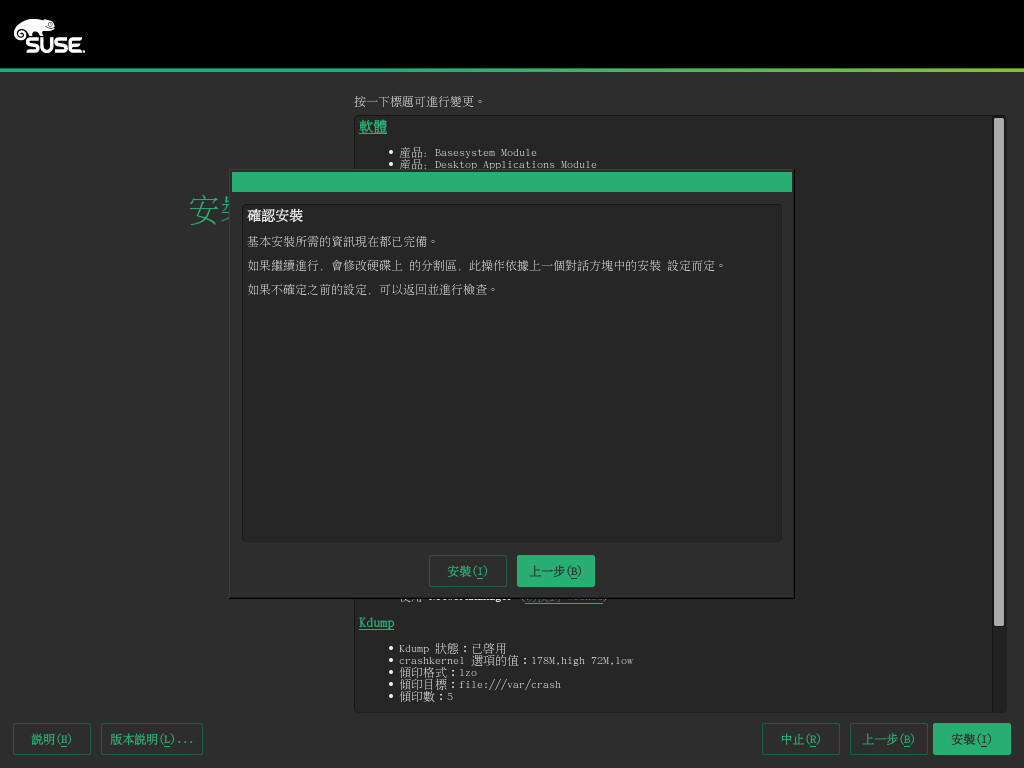 SUSE.
按一下標題可進行變更。
軟體
產品: Basesystem Module
產品: Desktop Applications Module
確認安裝
基本安裝所需的資訊現在都已完備。
如果繼續進行, 會修改硬碟上 的分割區, 此操作依據上一個對話方塊中的安裝 設定而定。
如果不確定之前的設定, 可以返回並進行檢查。
安裝(I) 上一步(B)
Kdump
Kdump 狀態：已啓用
crashkernel 選項的值：178M,high 72M,low
傾印格式：lzo
傾印目標：file:///var/crash
傾印數：5
說明(H) 版本說明(L)... 中止(R) 上一步(B) 安裝(I)